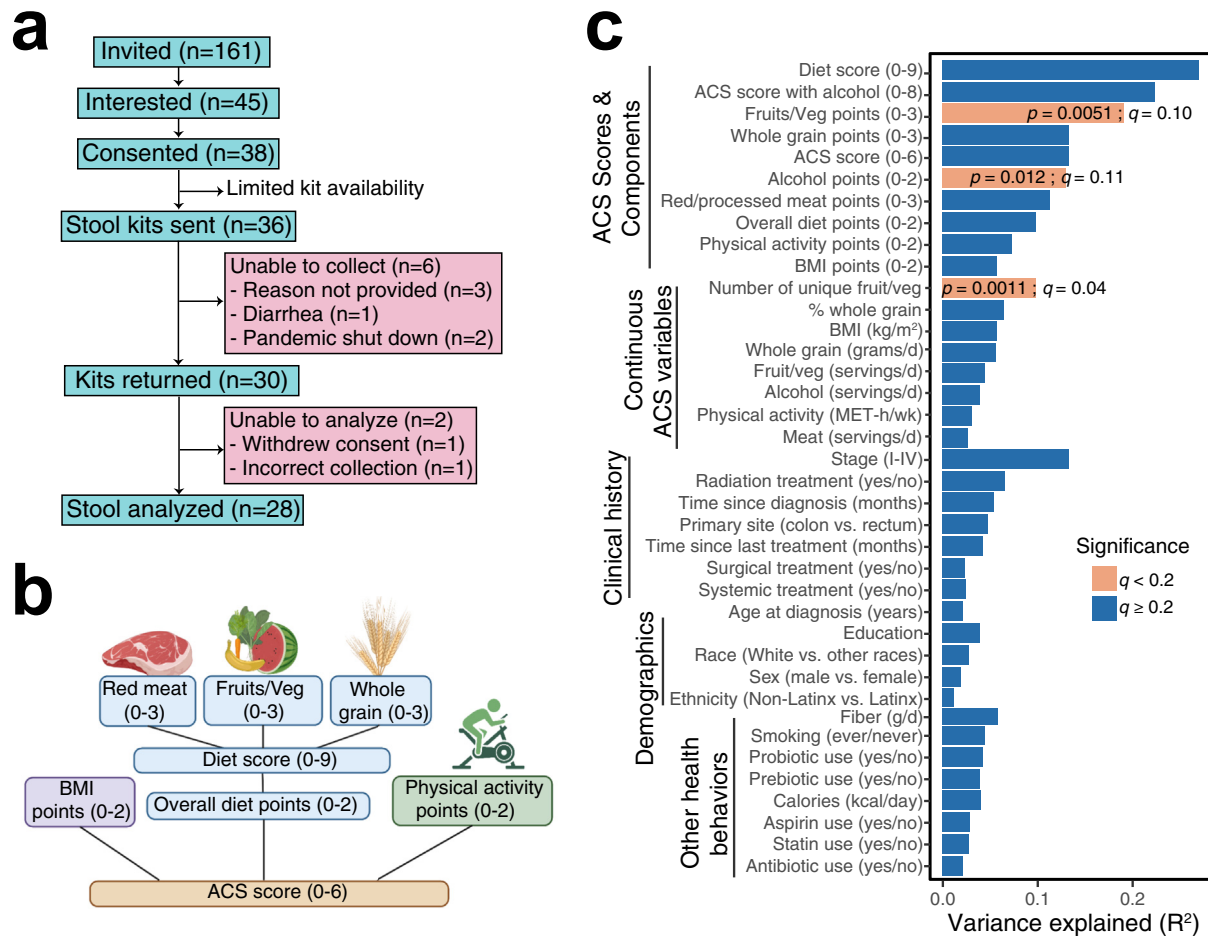 a
Invited (n=161)
Interested (n=45)
Consented (n=38)
Limited kit availability
Stool kits sent (n=36)
Unable to collect (n=6)
- Reason not provided (n=3)
- Diarrhea (n=1)
- Pandemic shut down (n=2)
Kits returned (n=30)
Unable to analyze (n=2)
- Withdrew consent (n=1)
- Incorrect collection (n=1)
Stool analyzed (n=28)
b
Red meat
(0-3)
Fruits/Veg
(0-3)
Whole
grain (0-3)
Diet score (0-9)
BMI
points (0-2)
Overall diet points (0-2)
Physical activity
points (0-2)
ACS score (0-6)
c
ACS Scores &
Components
Diet score (0-9)
ACS score with alcohol (0-8)
Fruits/Veg points (0-3)
p = 0.0051 ; q = 0.10
Whole grain points (0-3)
ACS score (0-6)
Alcohol points (0-2)
p = 0.012 ; q = 0.11
Red/processed meat points (0-3)
Overall diet points (0-2)
Physical activity points (0-2)
BMI points (0-2)
Continuous
ACS variables
Number of unique fruit/veg
p = 0.0011 ; q = 0.04
% whole grain
BMI (kg/m²)
Whole grain (grams/d)
Fruit/veg (servings/d)
Alcohol (servings/d)
Physical activity (MET-h/wk)
Meat (servings/d)
Clinical history
Stage (I-IV)
Radiation treatment (yes/no)
Time since diagnosis (months)
Primary site (colon vs. rectum)
Time since last treatment (months)
Surgical treatment (yes/no)
Systemic treatment (yes/no)
Age at diagnosis (years)
Demographics
Education
Race (White vs. other races)
Sex (male vs. female)
Ethnicity (Non-Latinx vs. Latinx)
Other health
behaviors
Fiber (g/d)
Smoking (ever/never)
Probiotic use (yes/no)
Prebiotic use (yes/no)
Calories (kcal/day)
Aspirin use (yes/no)
Statin use (yes/no)
Antibiotic use (yes/no)
Significance
q < 0.2
q ≥ 0.2
0.0
0.1
0.2
Variance explained (R²)